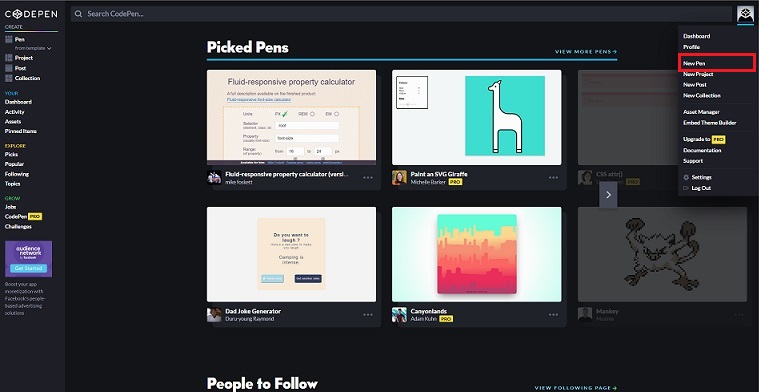 CODEPEN
CREATE
Pen
from template
Project
Post
Collection
YOUR
Dashboard
Activity
Assets
Pinned Items
EXPLORE
Picks
Popular
Following
Topics
GROW
Jobs
CodePen PRO
Challenges
audience
network
Get Started
Boost your app
monetization with
Facebook's people-
based advertising
solutions
Search CodePen...
Picked Pens
VIEW MORE PENS
Fluid-responsive property calculator
A full description available on the finished product:
Fluid-responsive font-size calculator
Units: PX REM EM
Selector
root
Property
font-size
Range:
from 16 to 24 px
Fluid-responsive property calculator (versi...
mike foskett
Paint an SVG Giraffe
Michelle Barker PRO
CSS attr()
Do you want to
laugh ?
Camping is
intense.
Dad Joke Generator
Canyonlands
Adam Kuhn PRO
Mankey
People to Follow
VIEW FOLLOWING PAGE
Dashboard
Profile
New Pen
New Project
New Post
New Collection
Asset Manager
Embed Theme Builder
Upgrade to PRO
Documentation
Support
Settings
Log Out